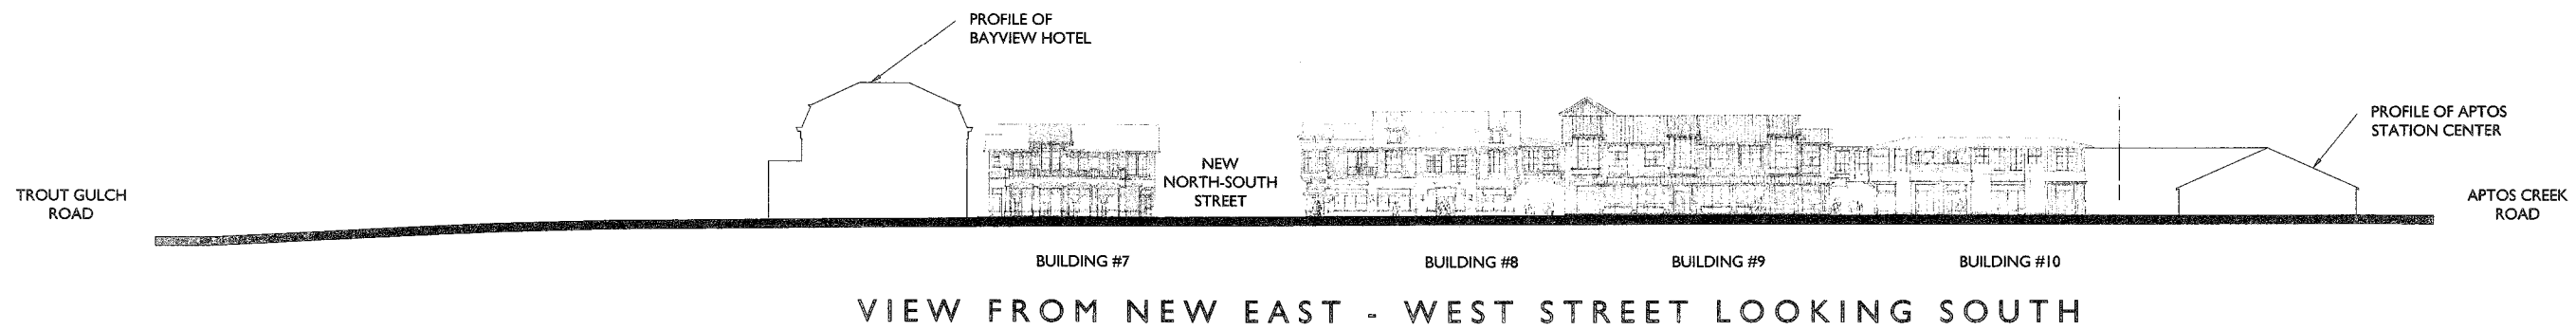 PROFILE OF
BAYVIEW HOTEL
PROFILE OF APTOS
STATION CENTER
NEW
NORTH-SOUTH
STREET
TROUT GULCH
ROAD
APTOS CREEK
ROAD
BUILDING #7
BUILDING #8
BUILDING #9
BUILDING #10
VIEW FROM NEW EAST - WEST STREET LOOKING SOUTH